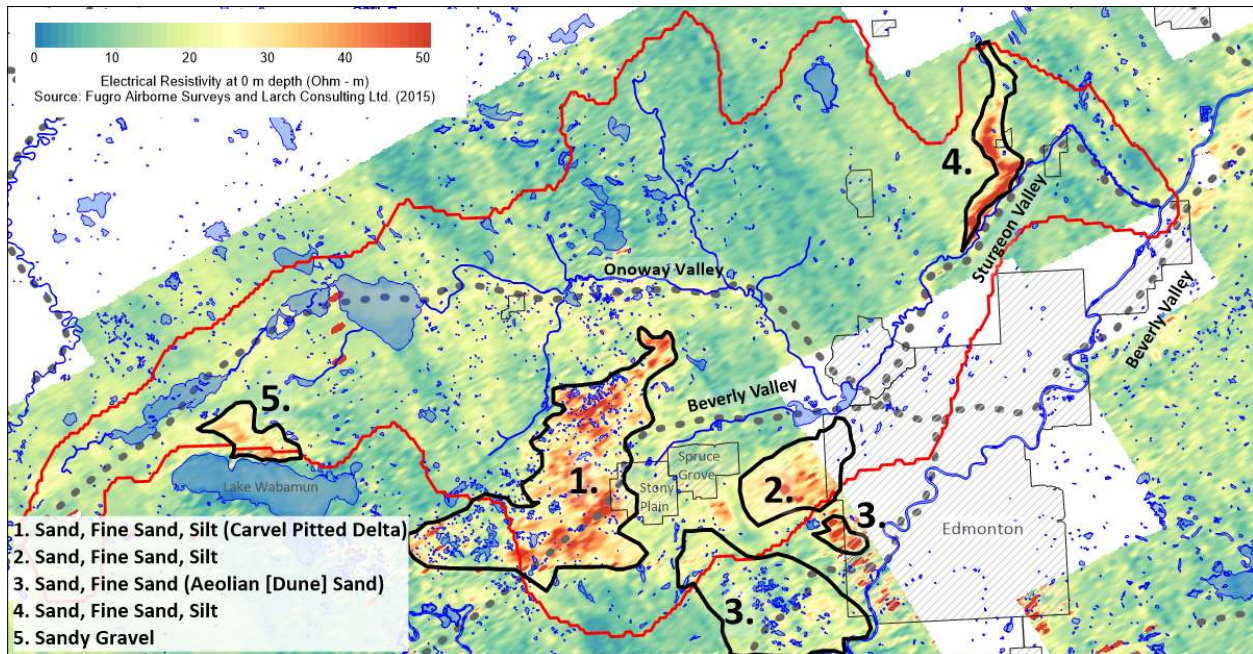 0 10 20 30 40 50
Electrical Resistivity at 0 m depth (Ohm - m)
Source: Fugro Airborne Surveys and Larch Consulting Ltd. (2015)
4.
Sturgeon Valley
Onoway Valley
Beverly Valley
Beverly Valley
5.
Lake Wabamun
1.
Spruce
Grove
Stony
Plain
2.
3.
Edmonton
3.
1. Sand, Fine Sand, Silt (Carvel Pitted Delta)
2. Sand, Fine Sand, Silt
3. Sand, Fine Sand (Aeolian [Dune] Sand)
4. Sand, Fine Sand, Silt
5. Sandy Gravel